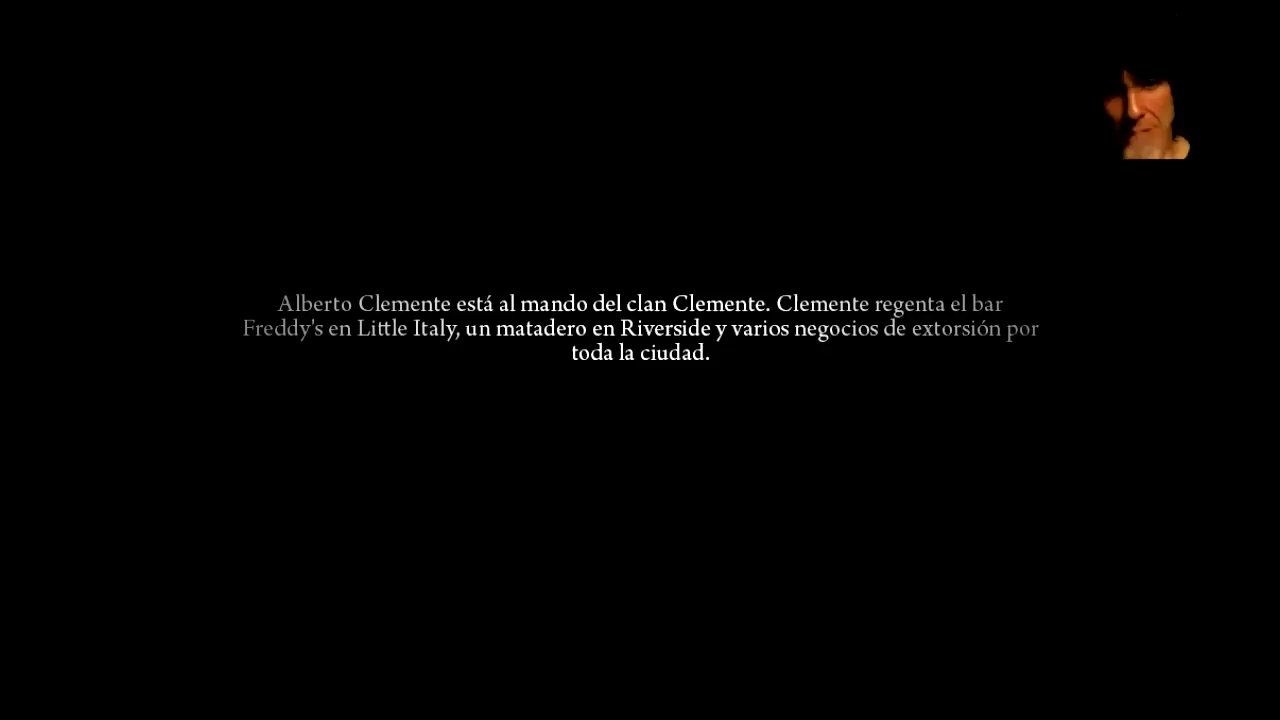 Alberto Clemente está al mando del clan Clemente. Clemente regenta el bar
Freddy's en Little Italy, un matadero en Riverside y varios negocios de extorsión por
toda la ciudad.